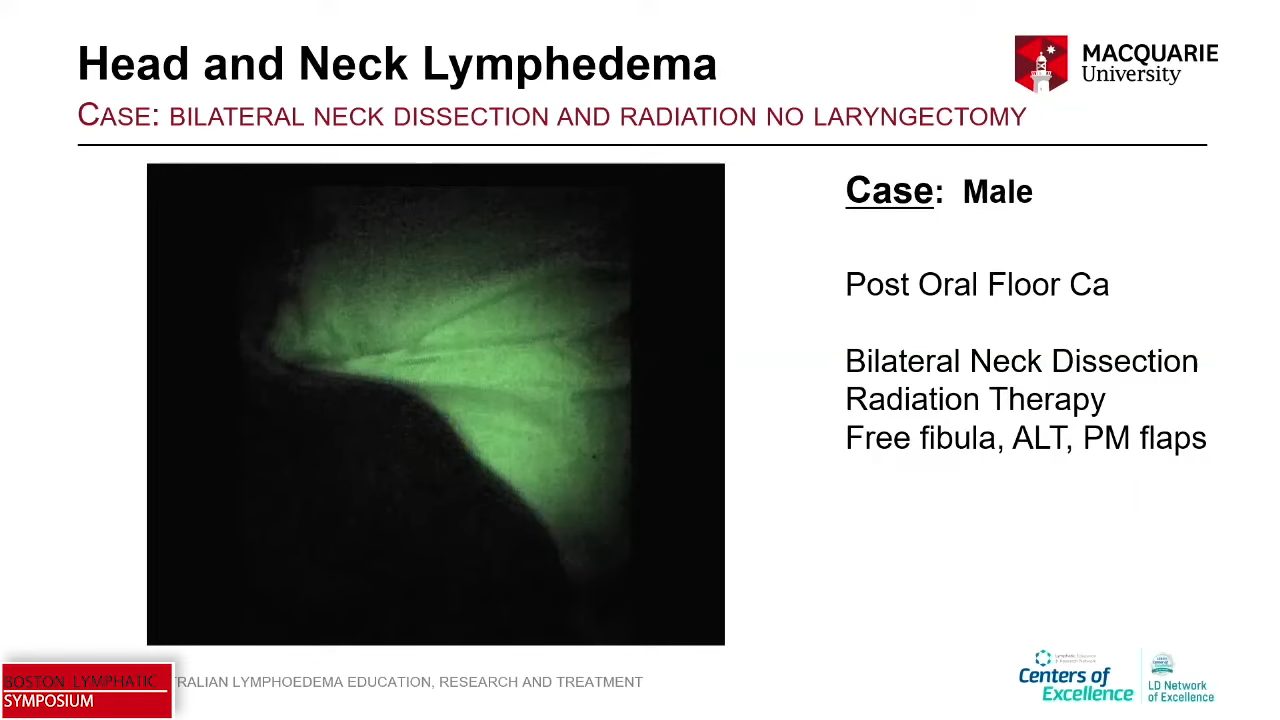 Head and Neck Lymphedema
CASE: BILATERAL NECK DISSECTION AND RADIATION NO LARYNGECTOMY
MACQUARIE
University
Case: Male
Post Oral Floor Ca
Bilateral Neck Dissection
Radiation Therapy
Free fibula, ALT, PM flaps
BOSTON LYMPHATIC
SYMPOSIUM
TRALIAN LYMPHOEDEMA EDUCATION, RESEARCH AND TREATMENT
Centers of
Excellence
LD Network
of Excellence